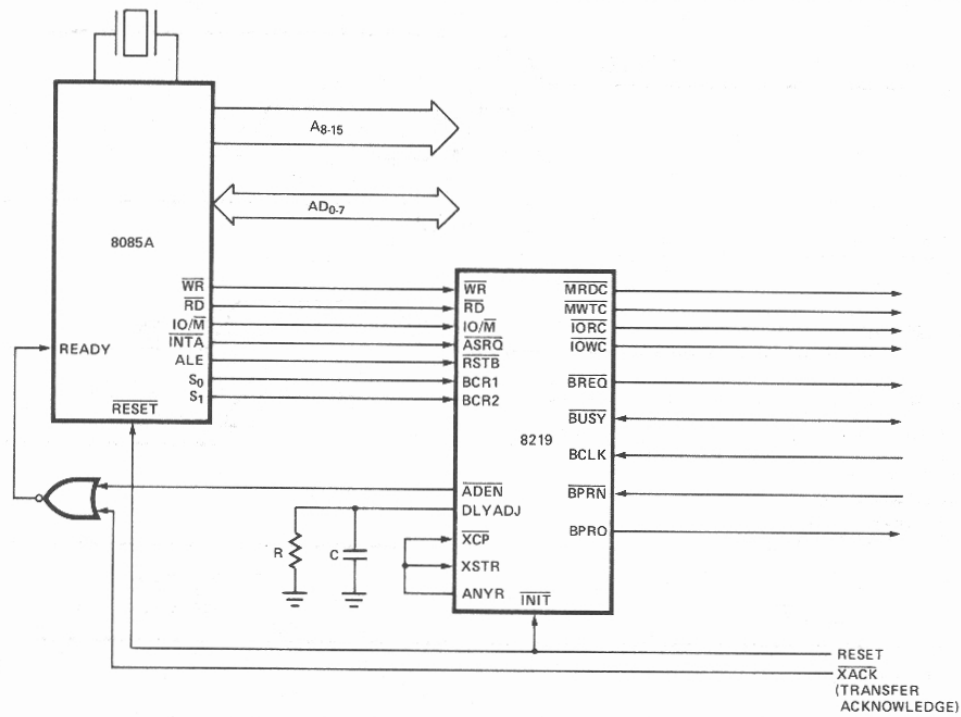 A8-15
AD0-7
8085A
WR
RD
IO/M
INTA
ALE
S0
S1
READY
RESET
WR
RD
IO/M
ASRQ
RSTB
BCR1
BCR2
8219
MRDC
MWTC
IORC
IOWC
BREQ
BUSY
BCLK
BPRN
BPRO
ADEN
DLYADJ
XCP
XSTR
ANYR
INIT
R
C
RESET
XACK
(TRANSFER
ACKNOWLEDGE)